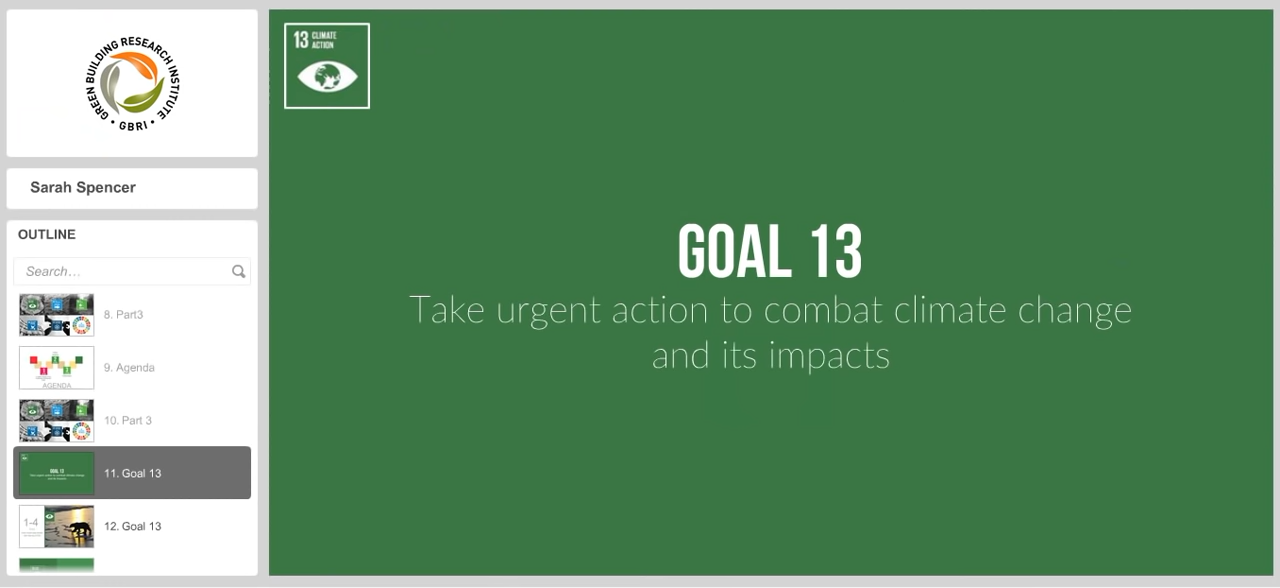 GREEN BUILDING RESEARCH INSTITUTE
• GBRI •
Sarah Spencer
OUTLINE
Search...
8. Part3
9. Agenda
AGENDA
10. Part 3
11. Goal 13
GOAL 13
1-4
12. Goal 13
13 CLIMATE
ACTION
GOAL 13
Take urgent action to combat climate change
and its impacts